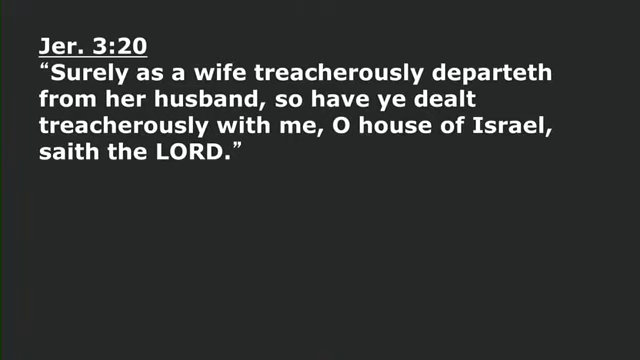 Jer. 3:20
“Surely as a wife treacherously departeth
from her husband, so have ye dealt
treacherously with me, O house of Israel,
saith the LORD.”